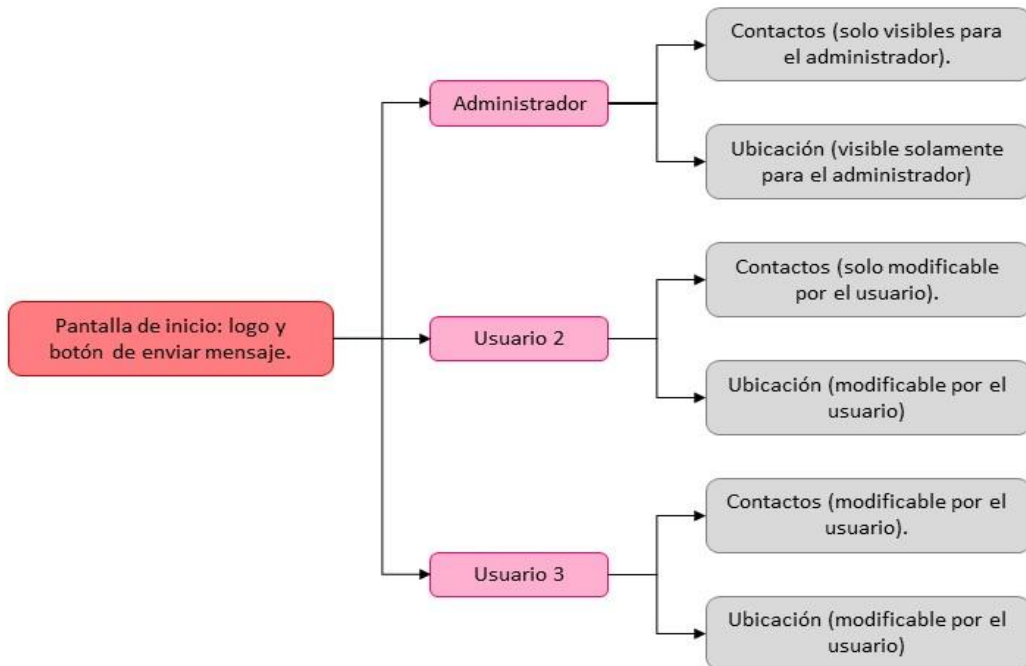 Contactos (solo visibles para
el administrador).
Administrador
Ubicación (visible solamente
para el administrador)
Contactos (solo modificable
por el usuario).
Pantalla de inicio: logo y
botón de enviar mensaje.
Usuario 2
Ubicación (modificable por el
usuario)
Contactos (modificable por el
usuario).
Usuario 3
Ubicación (modificable por el
usuario)